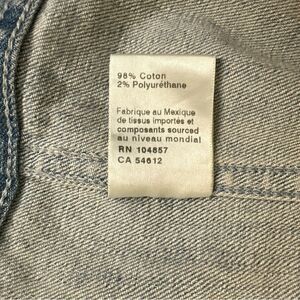 98% Coton
2% Polyuréthane
Fabriqué au Mexique
de tissus importés et
composants sourced
au niveau mondial
RN 104857
CA 54612